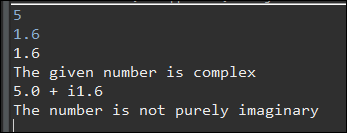 5
1.6
1.6
The given number is complex
5.0 + i1.6
The number is not purely imaginary